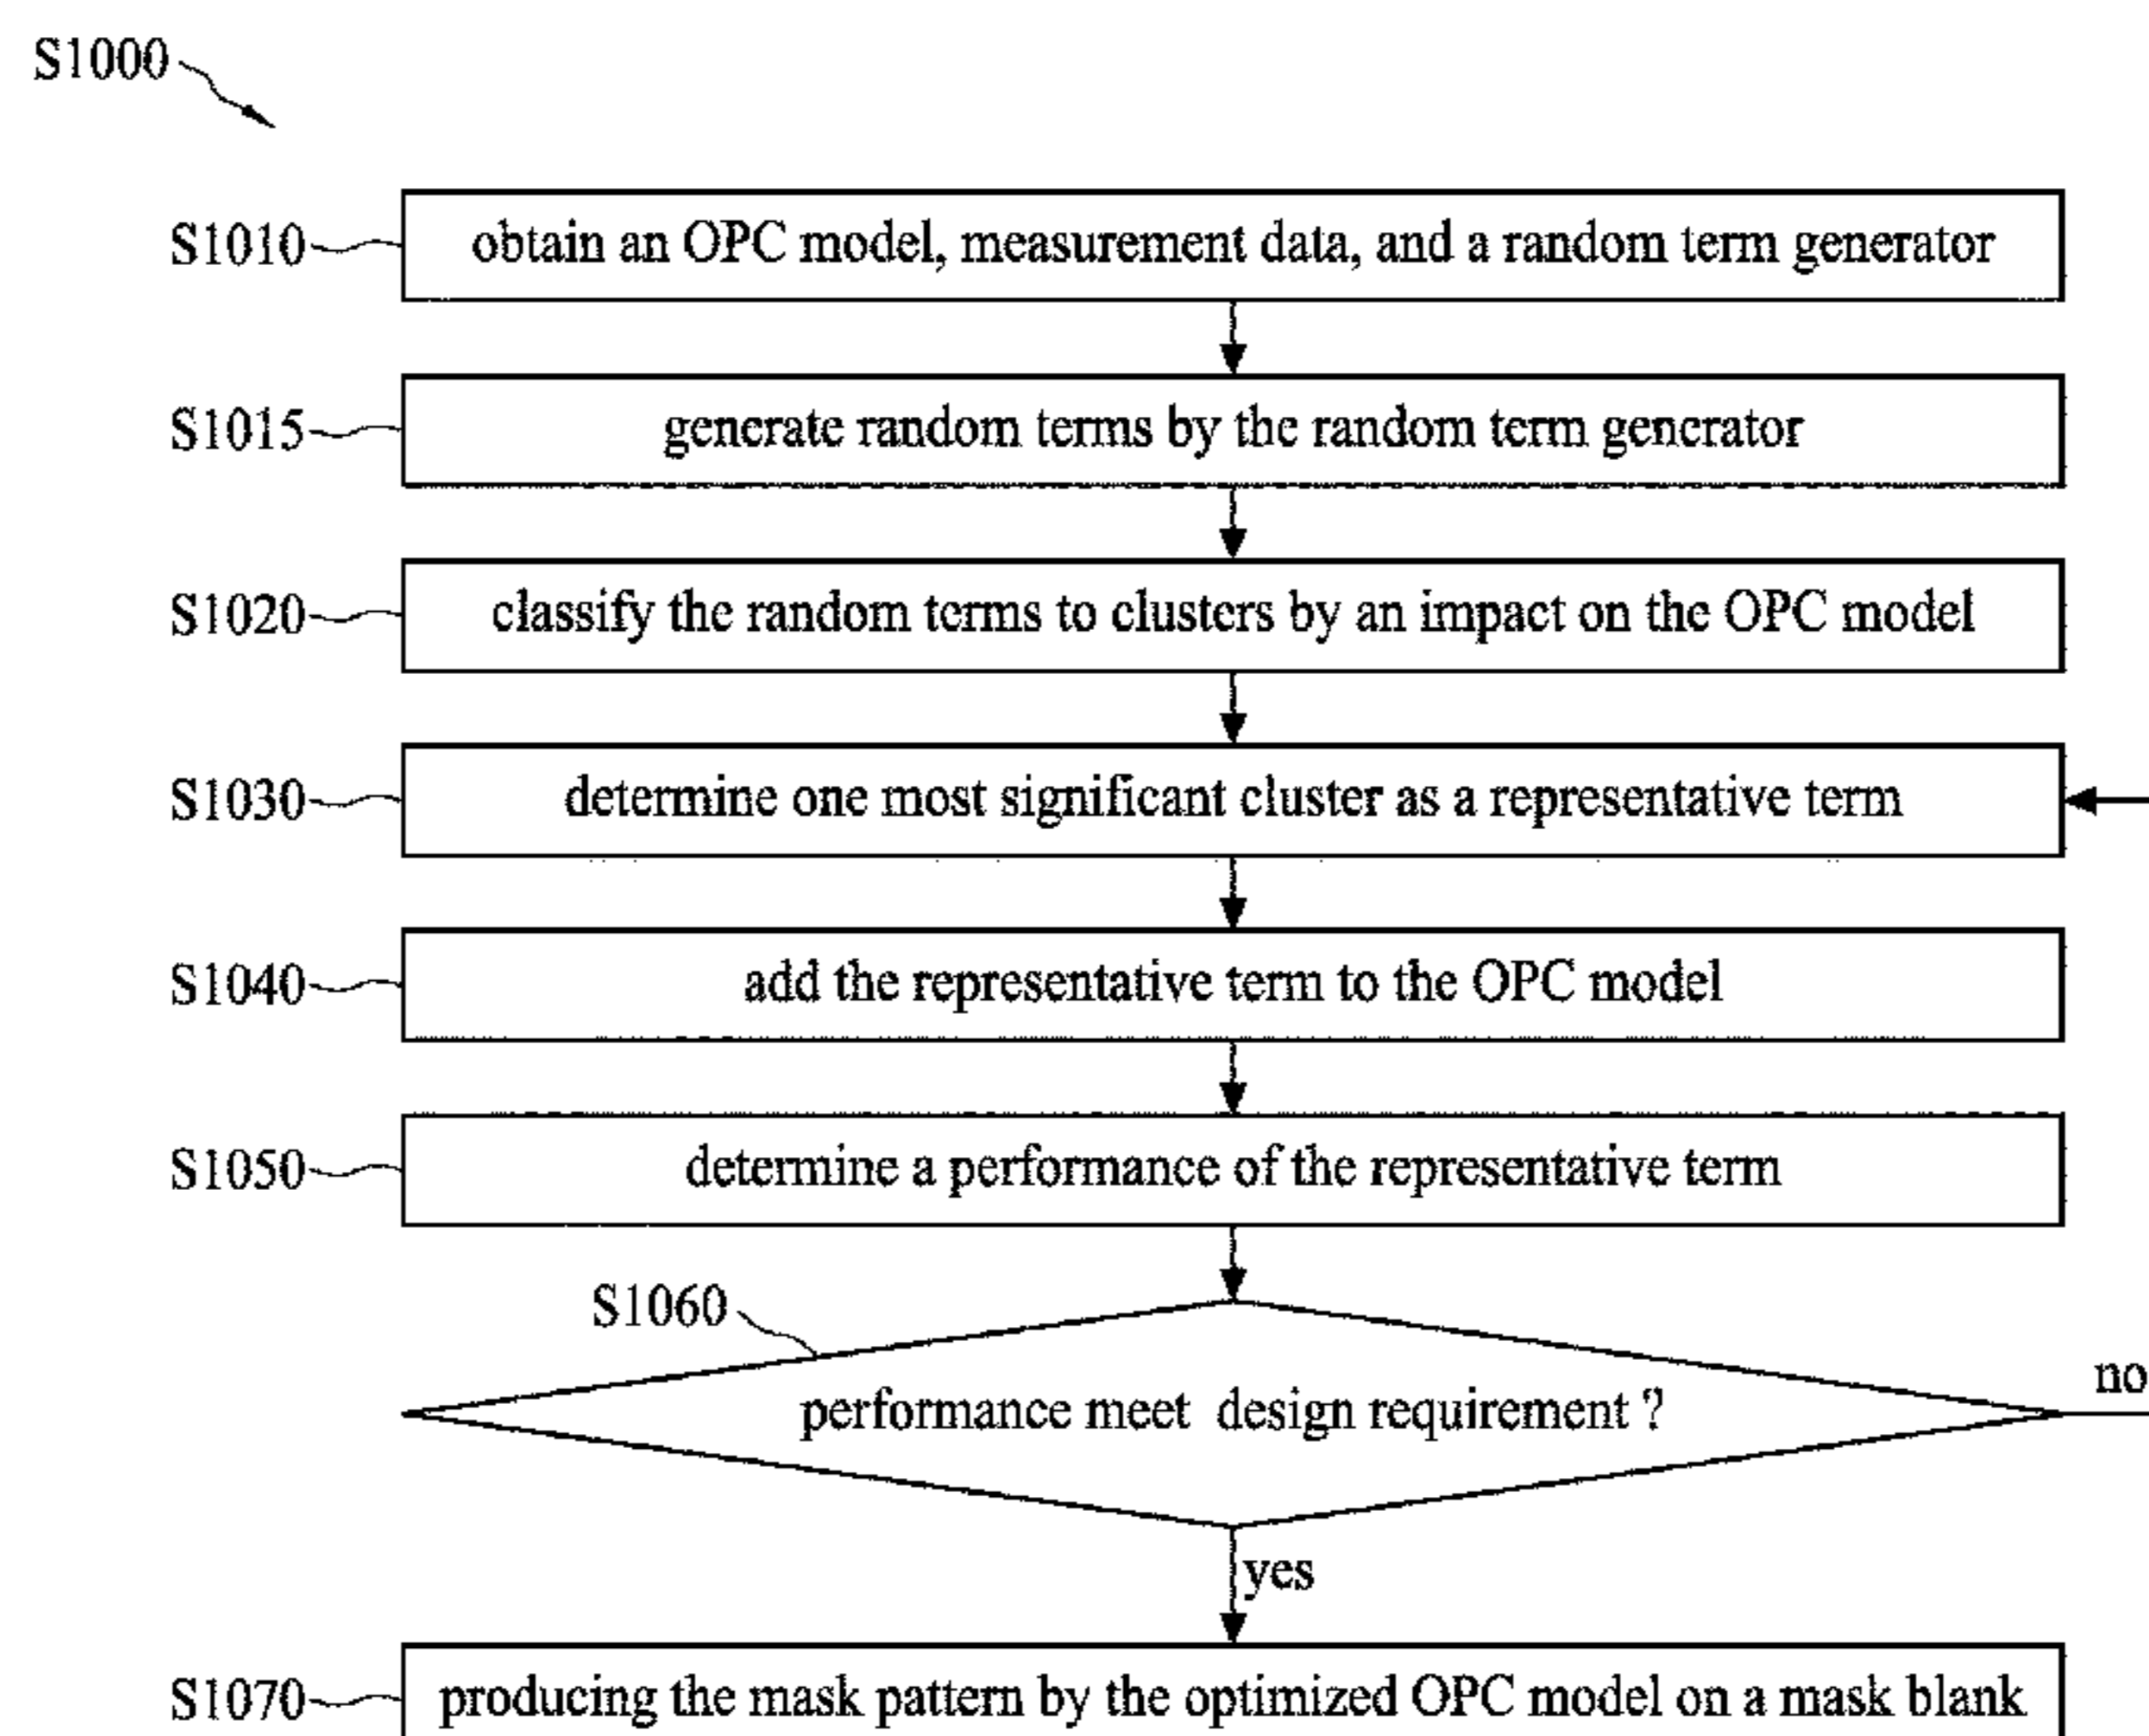 S1000
S1010 obtain an OPC model, measurement data, and a random term generator
S1015 generate random terms by the random term generator
S1020 classify the random terms to clusters by an impact on the OPC model
S1030 determine one most significant cluster as a representative term
S1040 add the representative term to the OPC model
S1050 determine a performance of the representative term
S1060
performance meet design requirement ?
no
yes
S1070 producing the mask pattern by the optimized OPC model on a mask blank